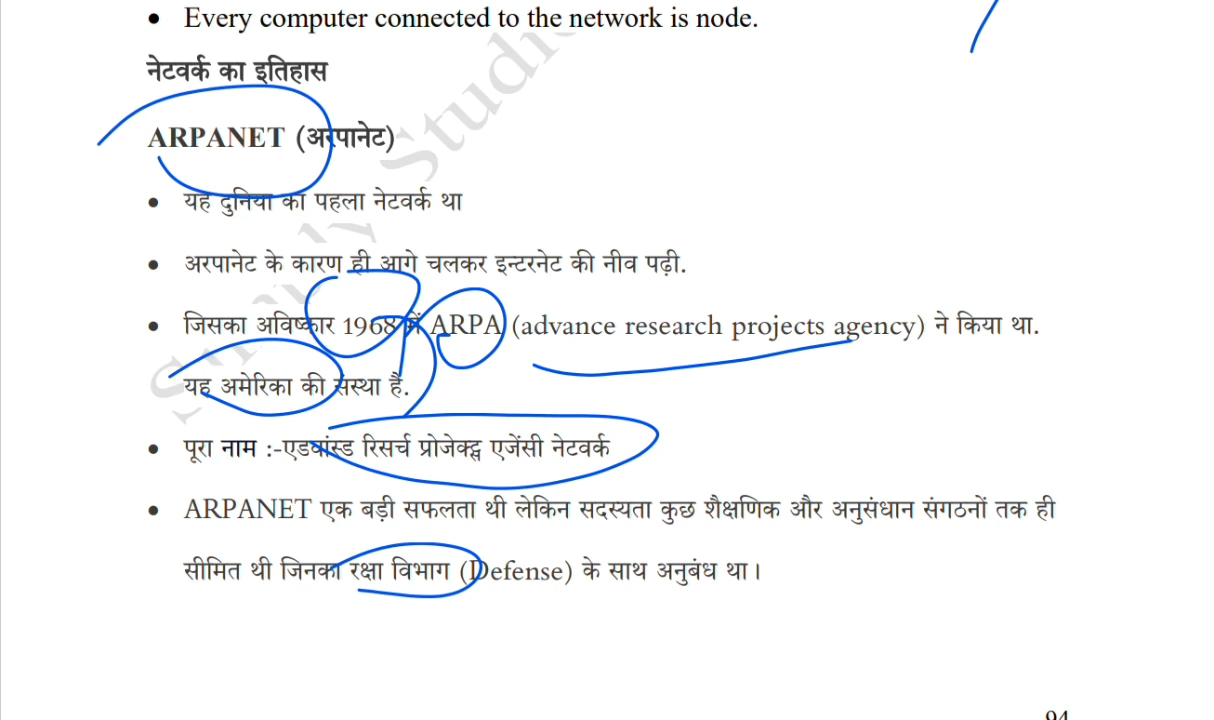 • Every computer connected to the network is node.
नेटवर्क का इतिहास
ARPANET (अरपानेट)
• यह दुनिया का पहला नेटवर्क था
• अरपानेट के कारण ही आगे चलकर इन्टरनेट की नीव पढ़ी.
• जिसका अविष्कार 1968 में ARPA (advance research projects agency) ने किया था.
यह अमेरिका की संस्था है.
• पूरा नाम :-एडवांस्ड रिसर्च प्रोजेक्ट्स एजेंसी नेटवर्क
• ARPANET एक बड़ी सफलता थी लेकिन सदस्यता कुछ शैक्षणिक और अनुसंधान संगठनों तक ही
सीमित थी जिनका रक्षा विभाग (Defense) के साथ अनुबंध था।